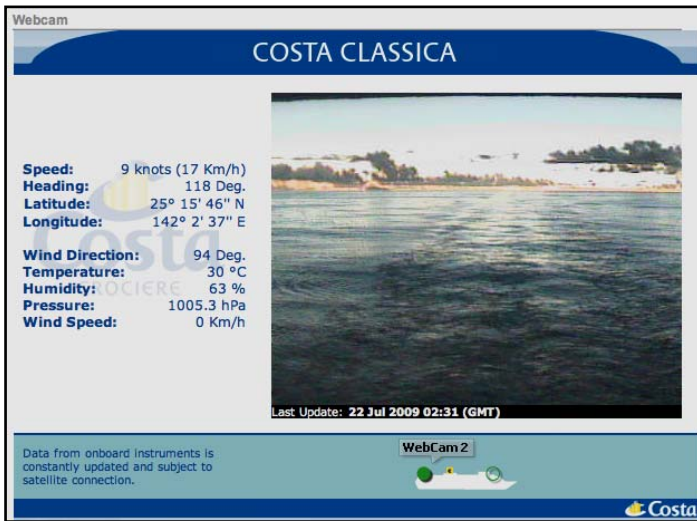 Webcam
COSTA CLASSICA
Speed: 9 knots (17 Km/h)
Heading: 118 Deg.
Latitude: 25° 15' 46" N
Longitude: 142° 2' 37" E
Wind Direction: 94 Deg.
Temperature: 30 °C
Humidity: 63 %
Pressure: 1005.3 hPa
Wind Speed: 0 Km/h
Costa
CROCIERE
Last Update: 22 Jul 2009 02:31 (GMT)
Data from onboard instruments is
constantly updated and subject to
satellite connection.
WebCam 2
Costa